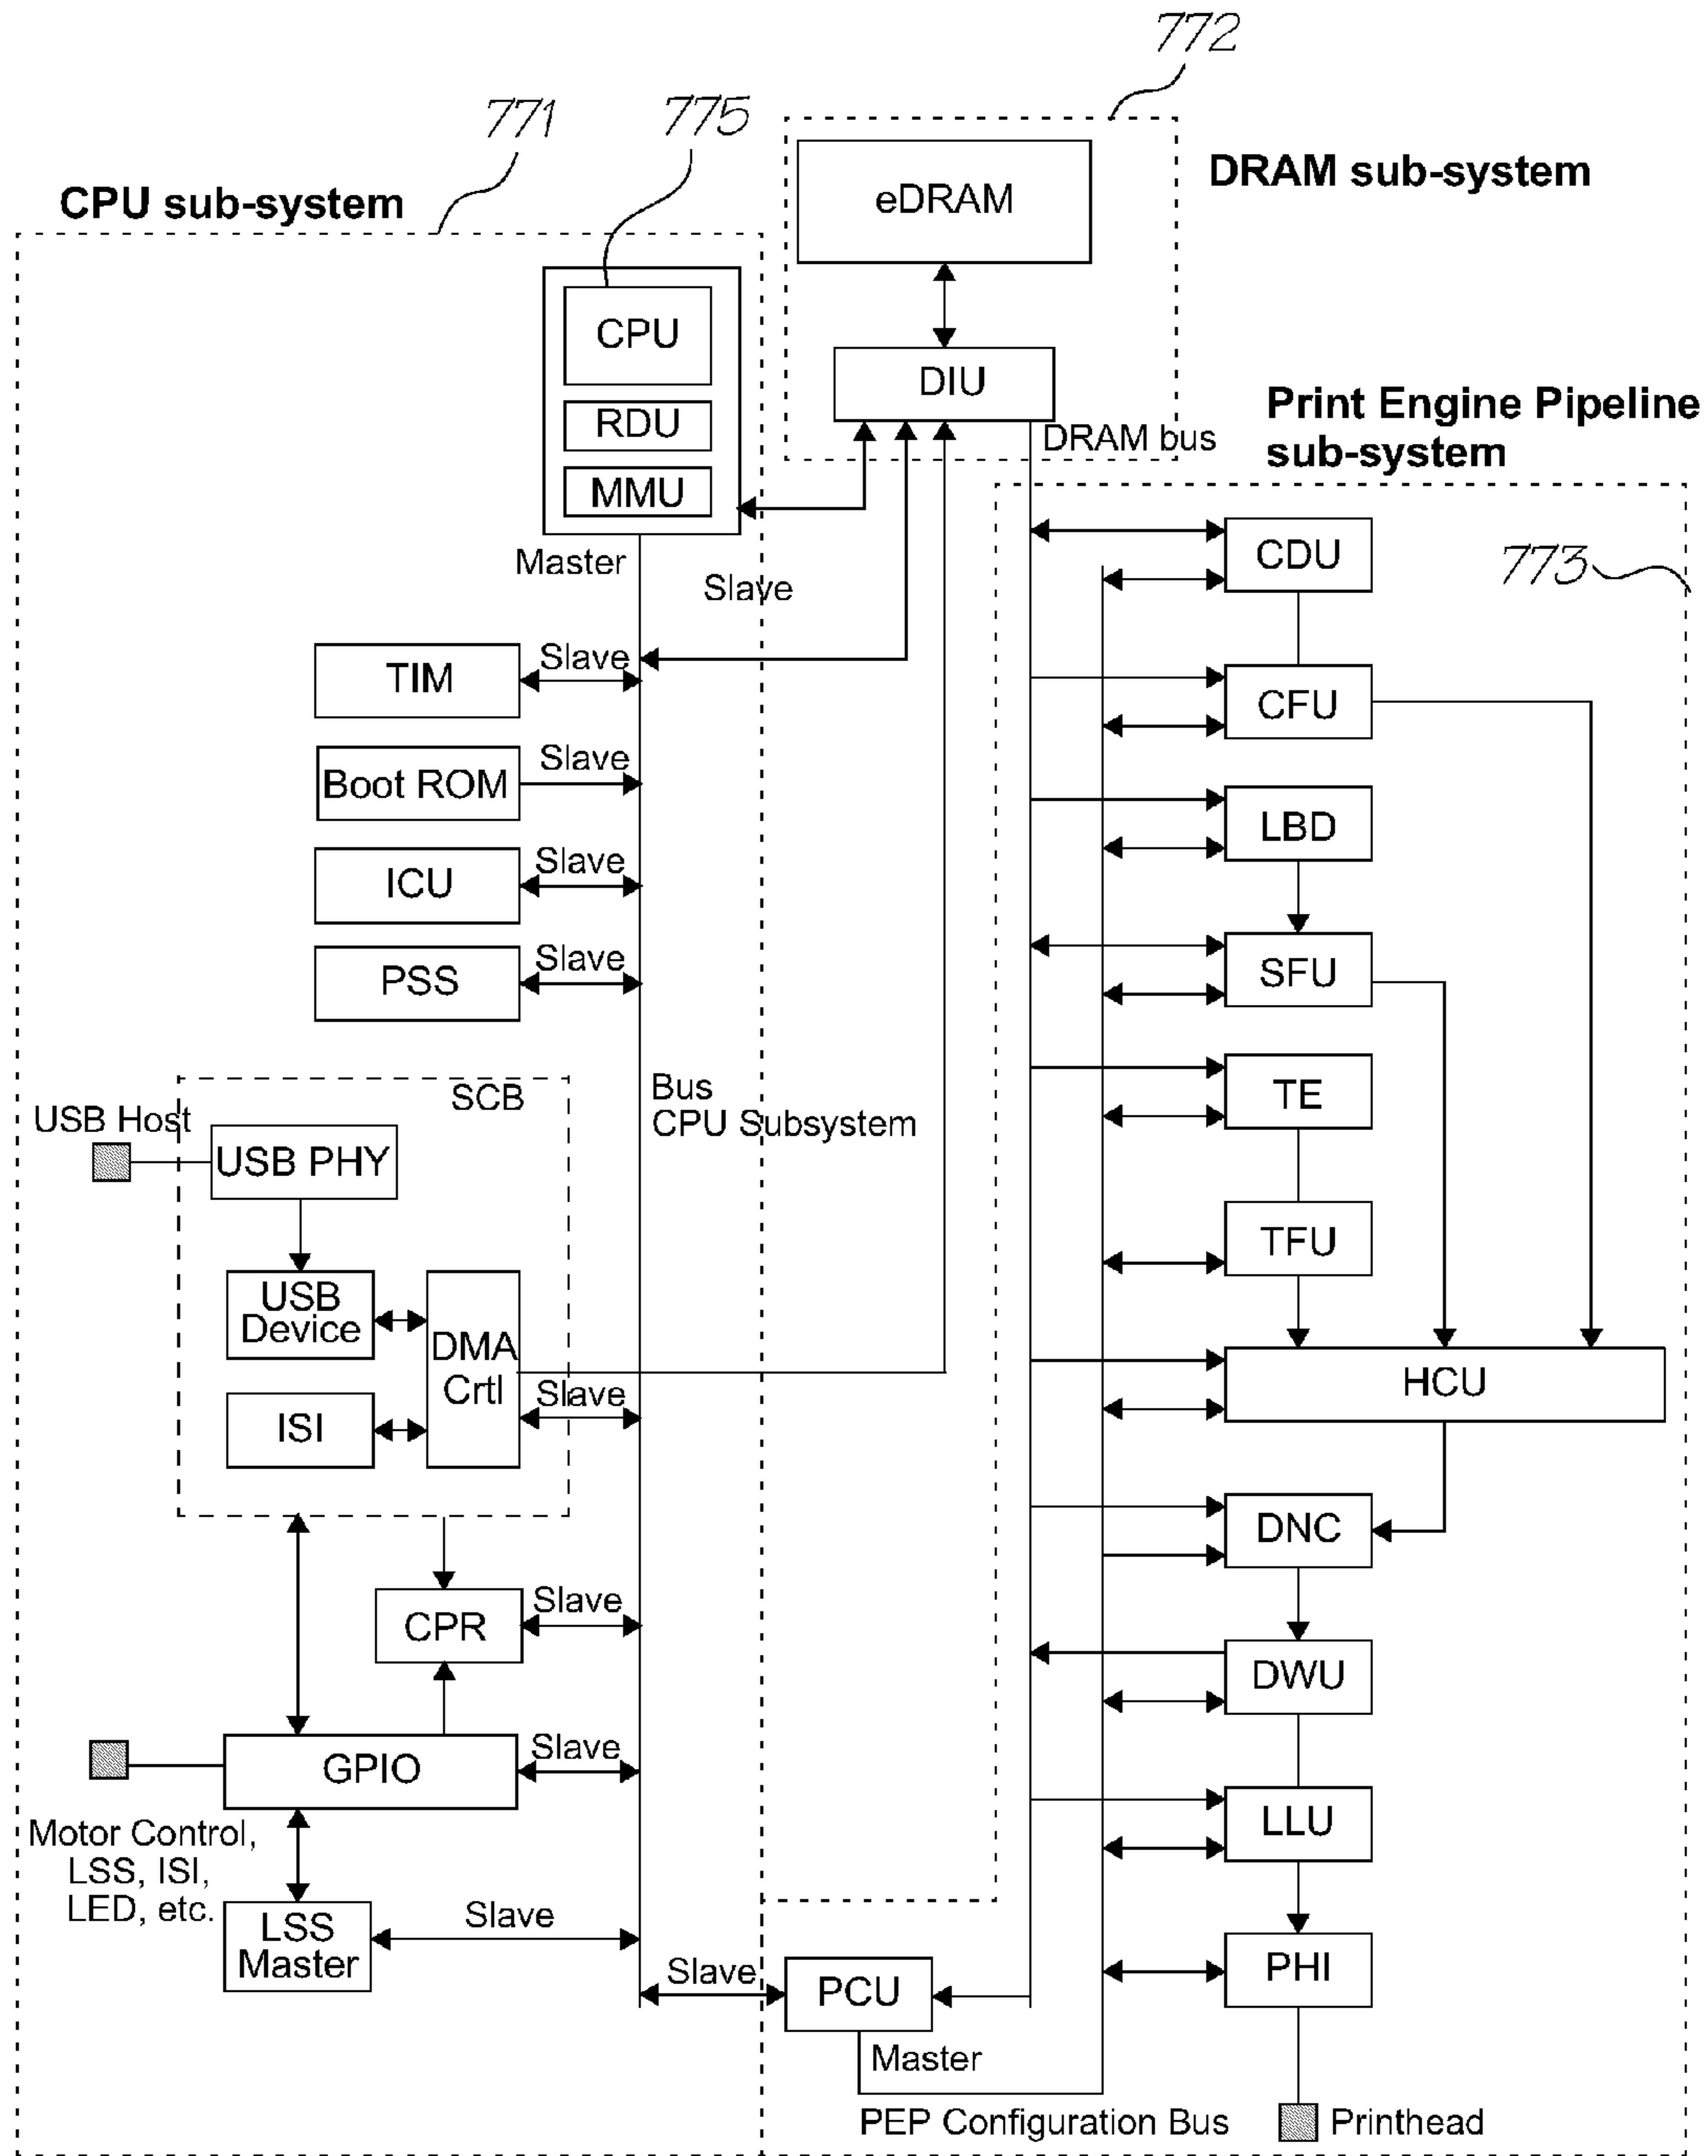 772
771
775
CPU sub-system
DRAM sub-system
eDRAM
CPU
DIU
RDU
MMU
DRAM bus
Print Engine Pipeline
sub-system
Master
Slave
CDU
773
TIM
Slave
CFU
Boot ROM
Slave
LBD
ICU
Slave
PSS
Slave
SFU
SCB
Bus
CPU Subsystem
USB Host
USB PHY
TE
TFU
USB
Device
DMA
Crtl
Slave
ISI
HCU
DNC
CPR
Slave
DWU
GPIO
Slave
Motor Control,
LSS, ISI,
LED, etc.
LLU
LSS
Master
Slave
Slave
PCU
PHI
Master
PEP Configuration Bus
Printhead